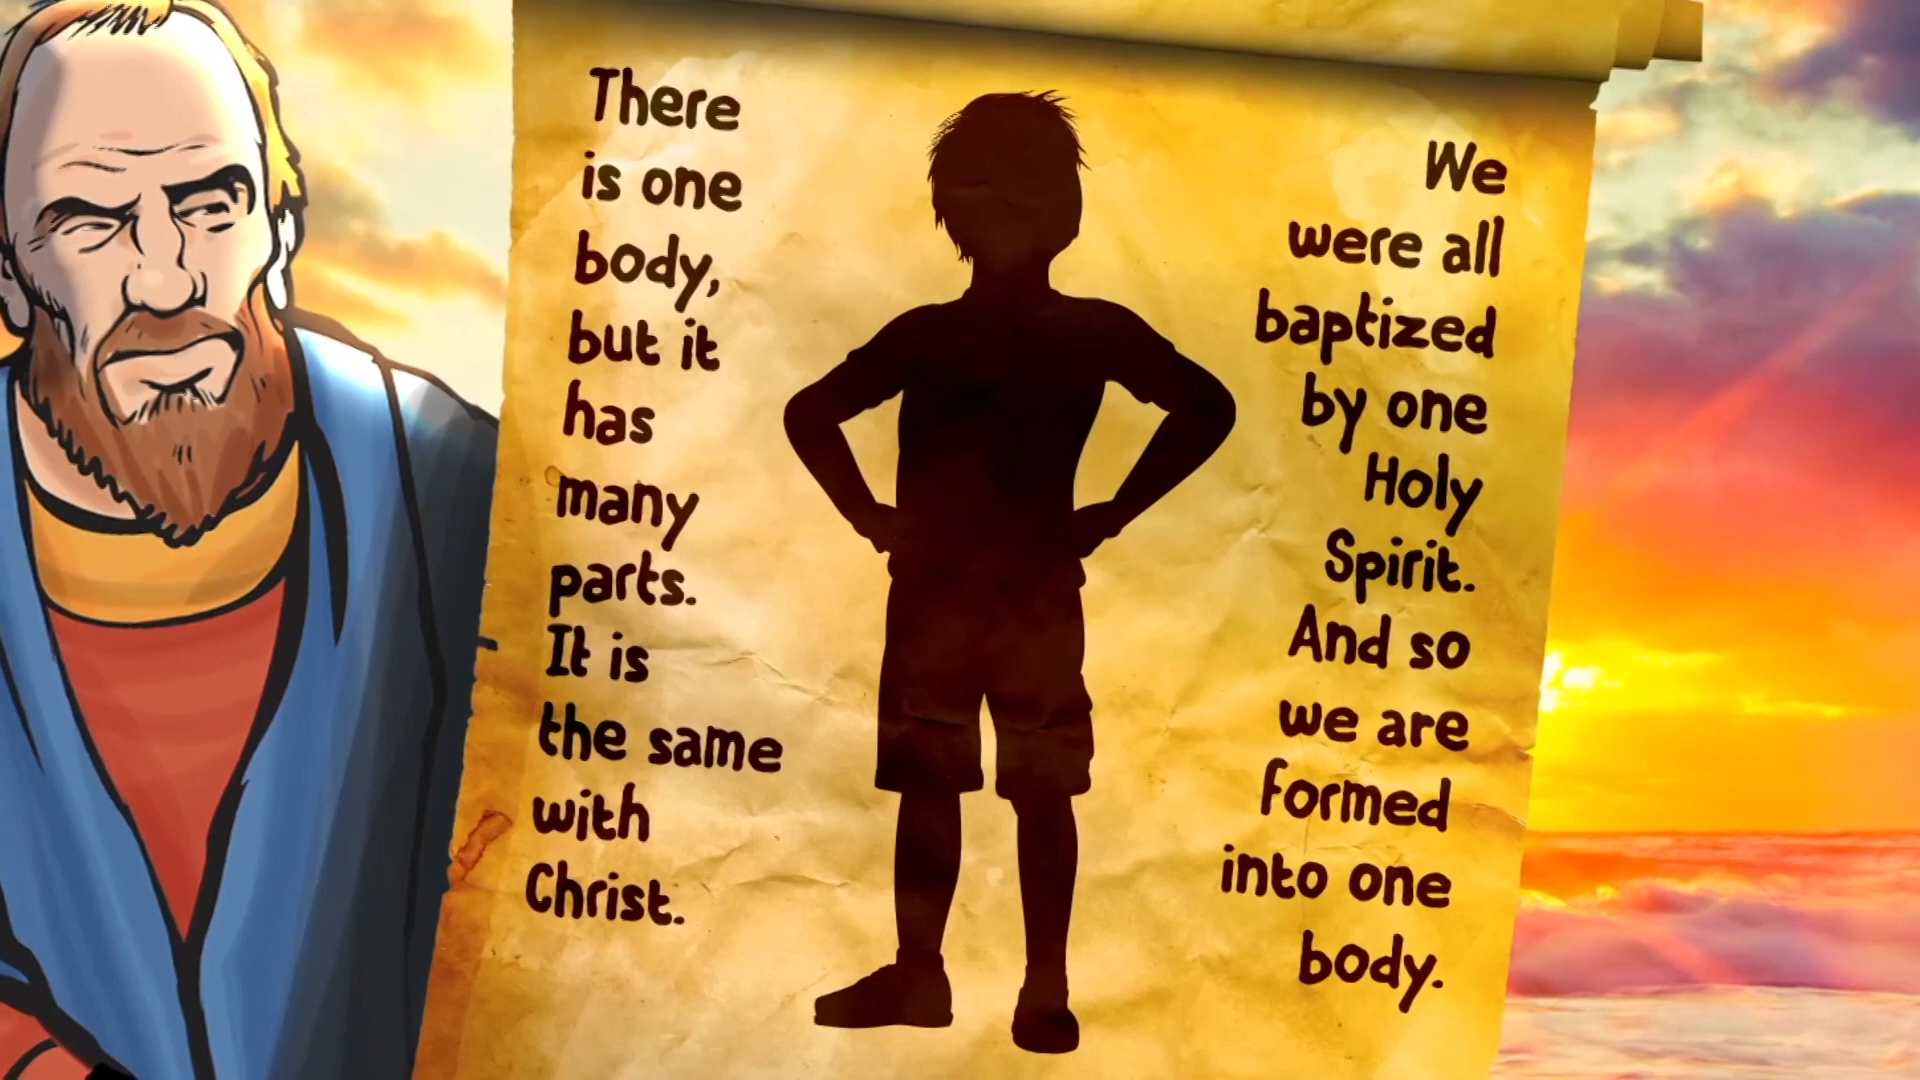 There
is one
body,
but it
has
many
parts.
It is
the same
with
Christ.
We
were all
baptized
by one
Holy
Spirit.
And so
we are
formed
into one
body.